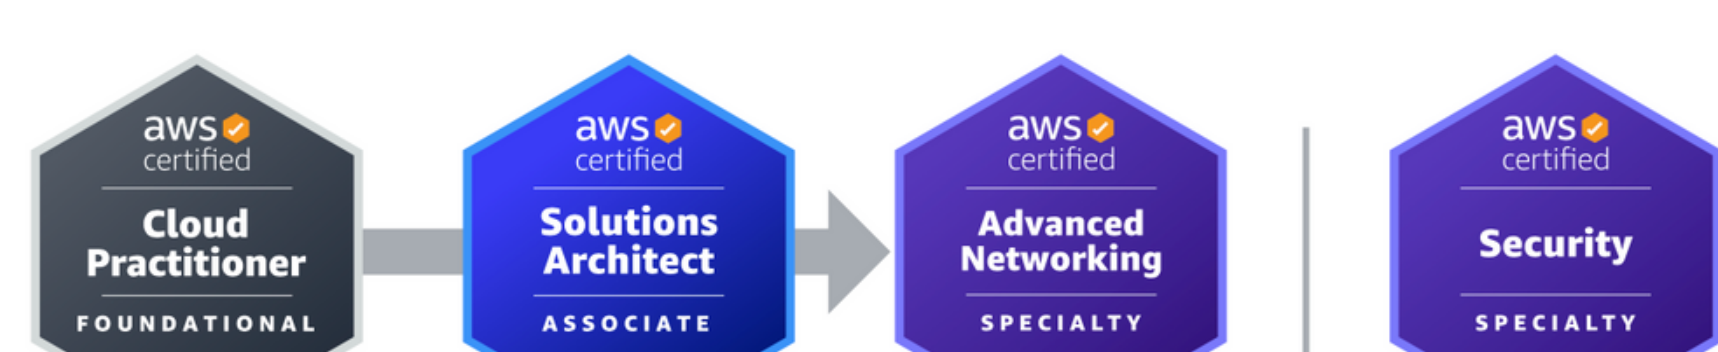 aws
certified
Cloud
Practitioner
FOUNDATIONAL
aws
certified
Solutions
Architect
ASSOCIATE
aws
certified
Advanced
Networking
SPECIALTY
aws
certified
Security
SPECIALTY